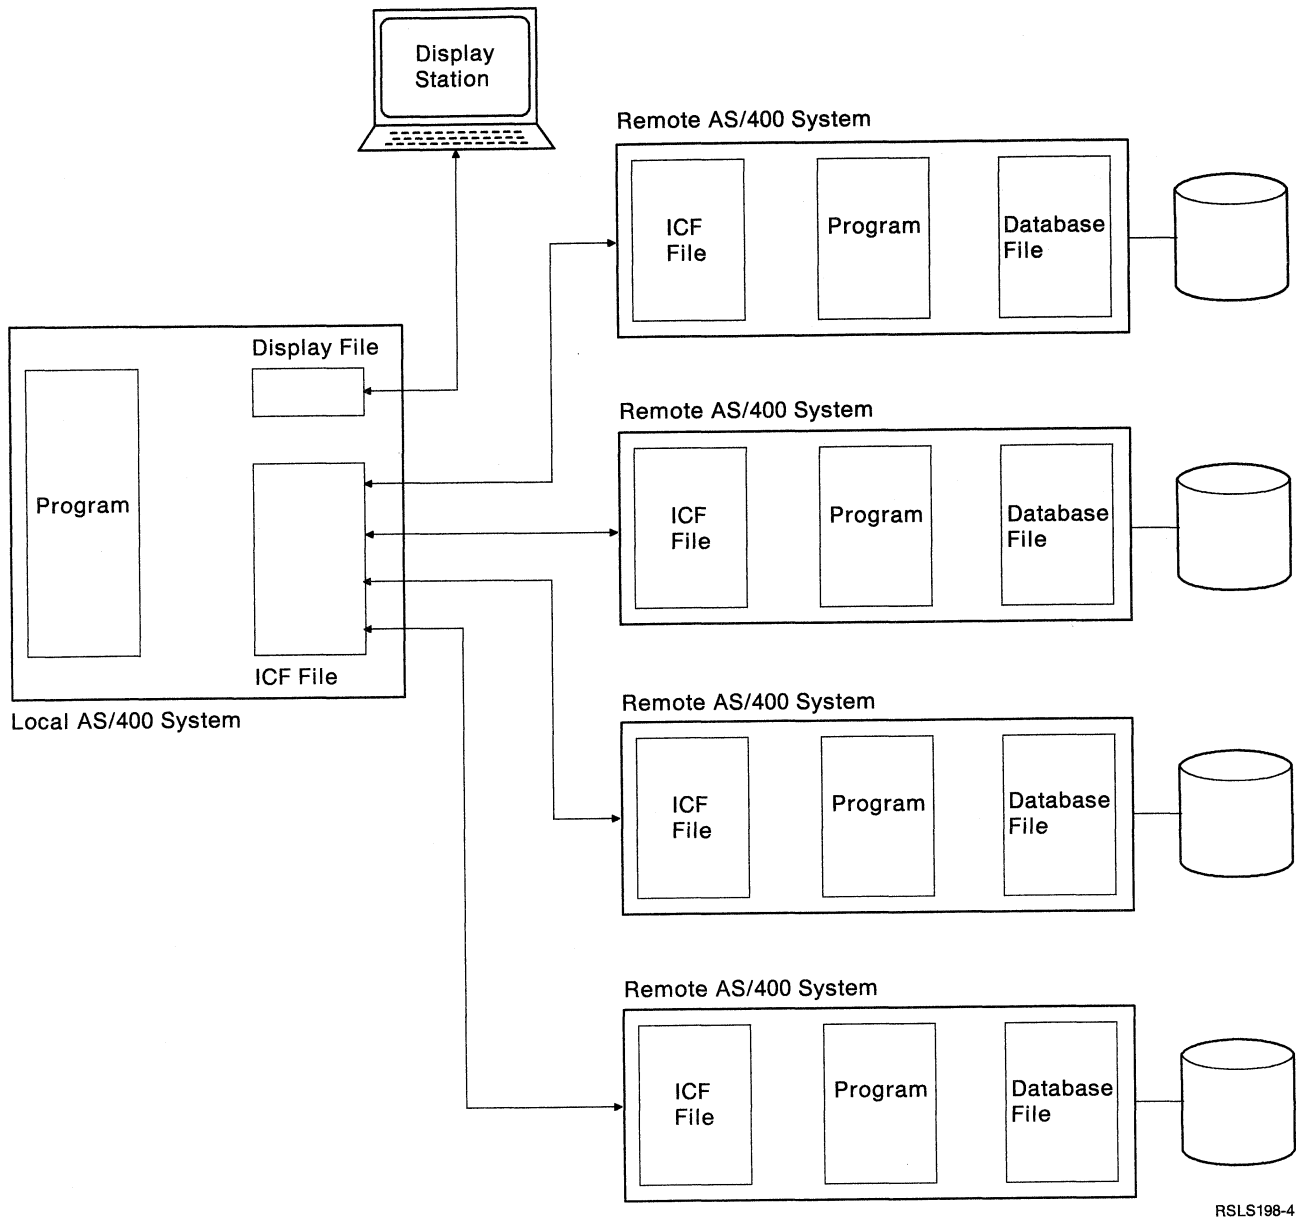 Display
Station
Remote AS/400 System
ICF
File
Program
Database
File
Display File
Program
ICF File
Local AS/400 System
Remote AS/400 System
ICF
File
Program
Database
File
Remote AS/400 System
ICF
File
Program
Database
File
Remote AS/400 System
ICF
File
Program
Database
File
RSLS198-4